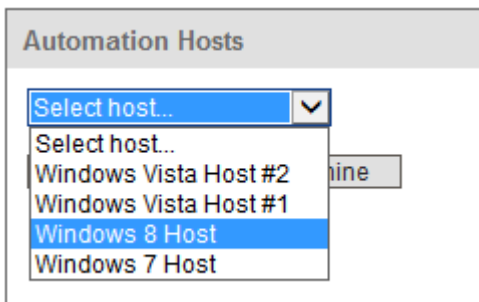 Automation Hosts
Select host...
Select host...
Windows Vista Host #2
Windows Vista Host #1
Windows 8 Host
Windows 7 Host